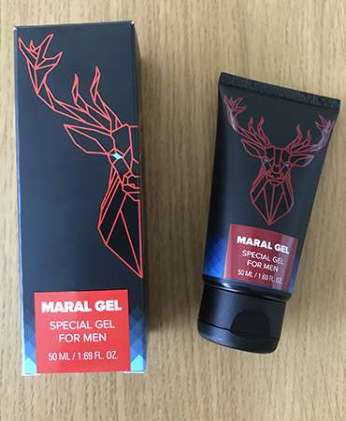 MARAL GEL
SPECIAL GEL
FOR MEN
50 ML / 1.69 FL. OZ.
MARAL GEL
SPECIAL GEL
FOR MEN
50 ML / 1.69 FL. OZ.